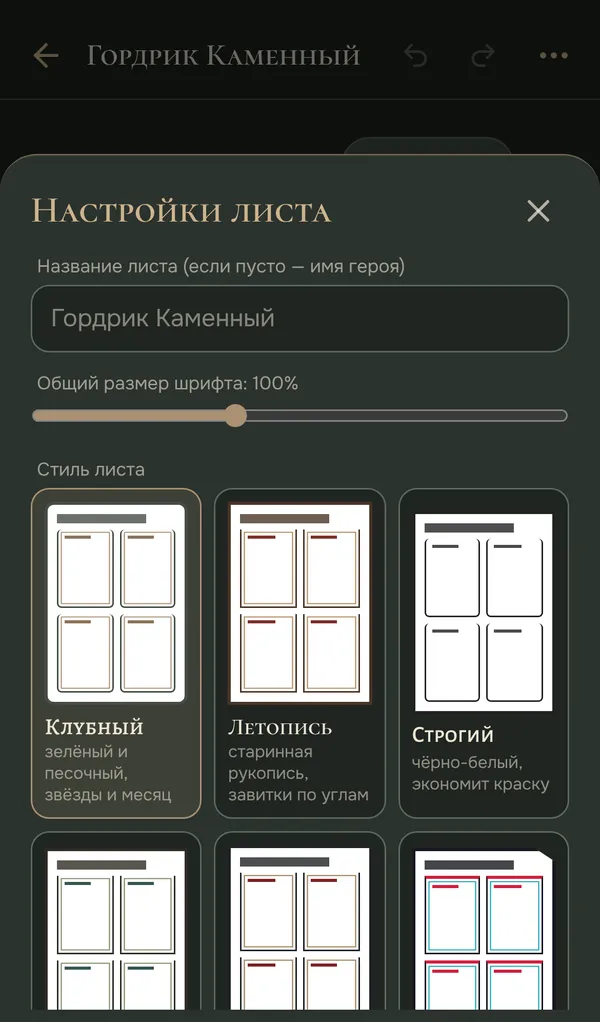 Гордрик Каменный
Настройки листа
Название листа (если пусто — имя героя)
Гордрик Каменный
Общий размер шрифта: 100%
Стиль листа
Клубный
зелёный и
песочный,
звёзды и месяц
Летопись
старинная
рукопись,
завитки по углам
Строгий
чёрно-белый,
экономит краску